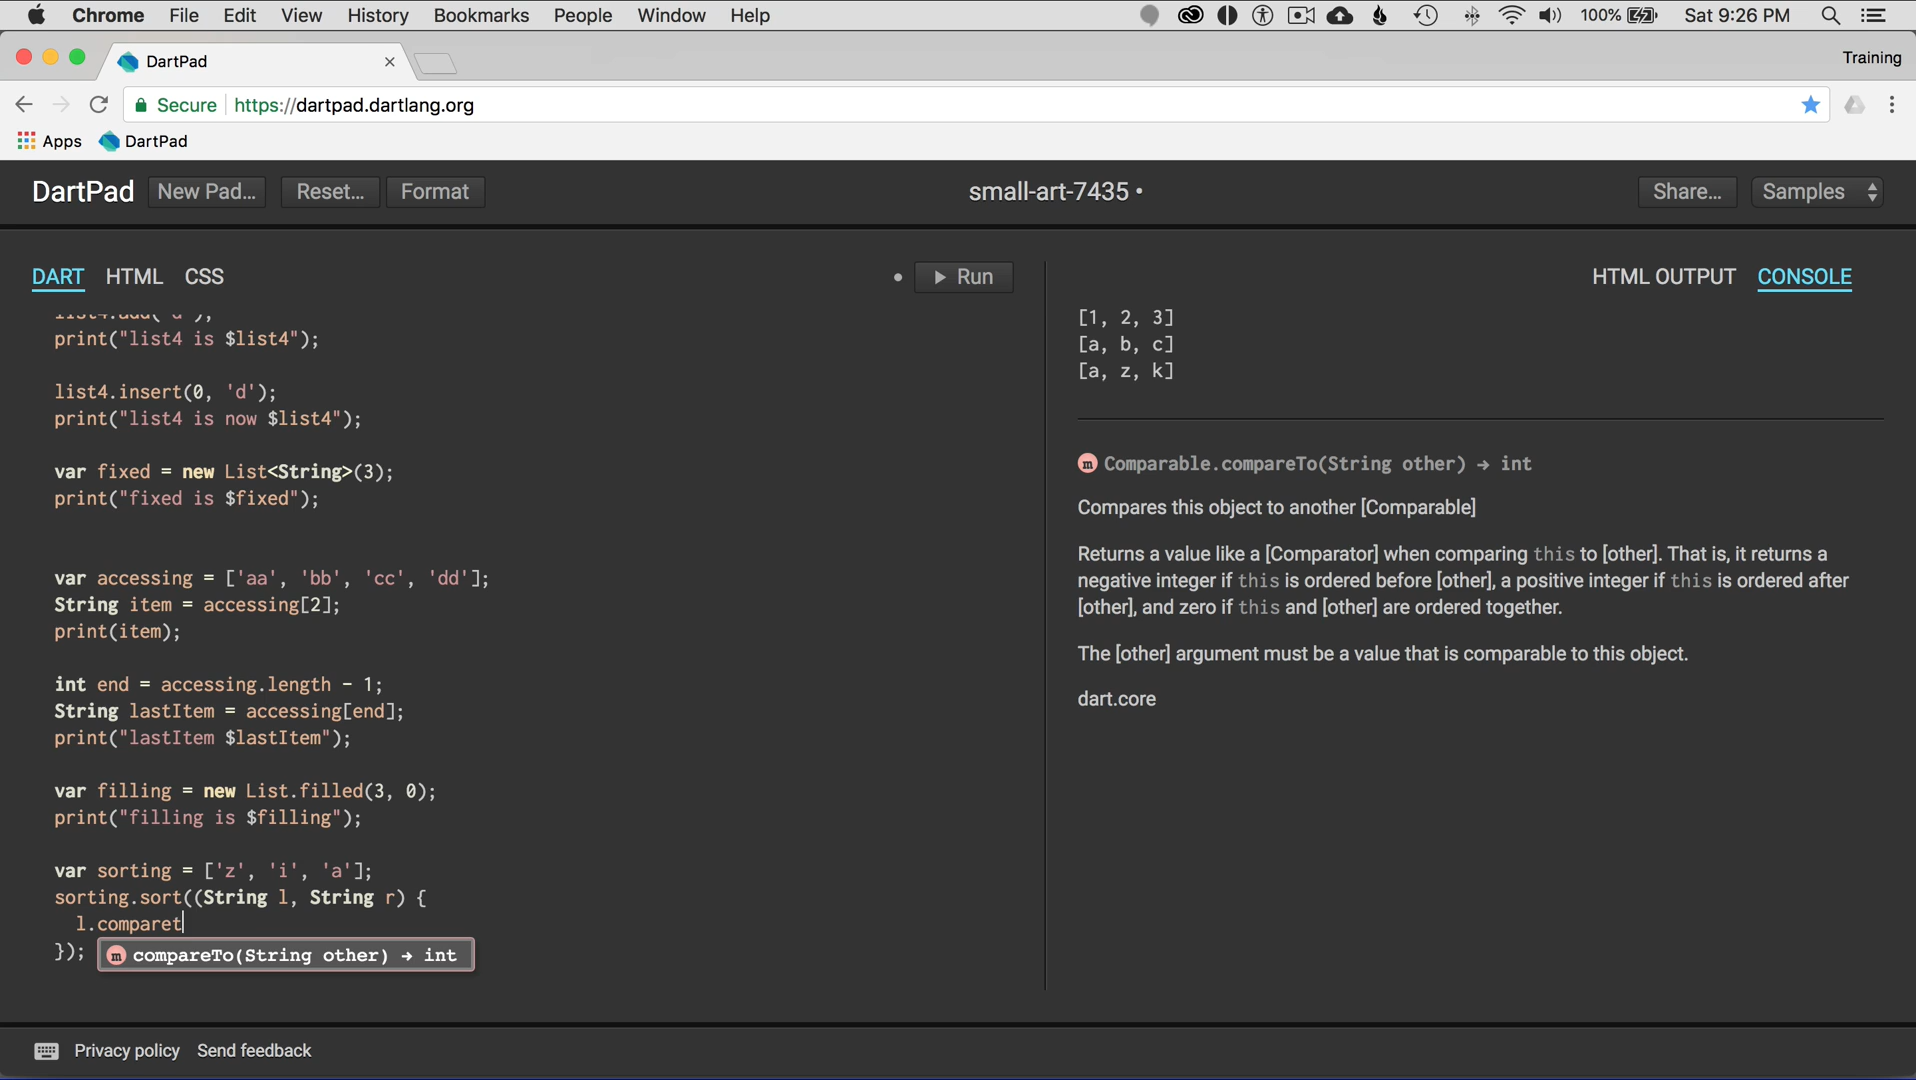 Chrome File Edit View History Bookmarks People Window Help 100% Sat 9:26 PM
DartPad Training
Secure https://dartpad.dartlang.org
Apps DartPad
DartPad New Pad... Reset... Format small-art-7435 • Share... Samples
DART HTML CSS Run HTML OUTPUT CONSOLE
list4.add('d');
print("list4 is $list4");
list4.insert(0, 'd');
print("list4 is now $list4");
var fixed = new List<String>(3);
print("fixed is $fixed");
var accessing = ['aa', 'bb', 'cc', 'dd'];
String item = accessing[2];
print(item);
int end = accessing.length - 1;
String lastItem = accessing[end];
print("lastItem $lastItem");
var filling = new List.filled(3, 0);
print("filling is $filling");
var sorting = ['z', 'i', 'a'];
sorting.sort((String l, String r) {
l.comparet
});
m compareTo(String other) → int
[1, 2, 3]
[a, b, c]
[a, z, k]
m Comparable.compareTo(String other) → int
Compares this object to another [Comparable]
Returns a value like a [Comparator] when comparing this to [other]. That is, it returns a
negative integer if this is ordered before [other], a positive integer if this is ordered after
[other], and zero if this and [other] are ordered together.
The [other] argument must be a value that is comparable to this object.
dart.core
Privacy policy Send feedback